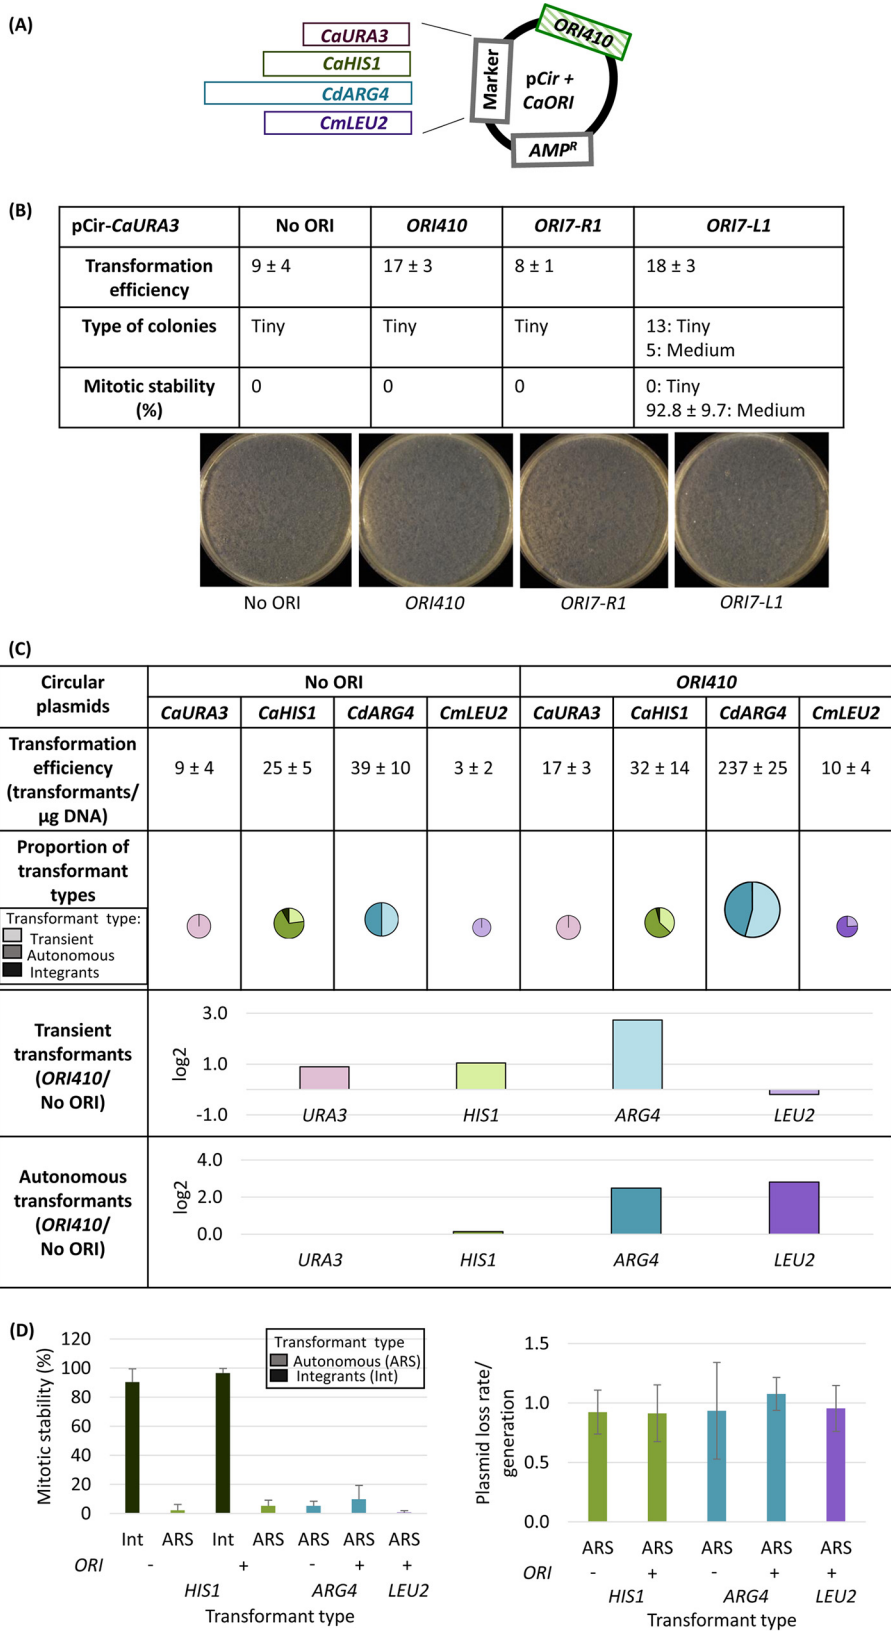 (A)
CaURA3
CaHIS1
CdARG4
CmLEU2
Marker
ORI410
pCir +
CaORI
AMPR
(B)
pCir-CaURA3 No ORI ORI410 ORI7-R1 ORI7-L1
Transformation efficiency 9 ± 4 17 ± 3 8 ± 1 18 ± 3
Type of colonies Tiny Tiny Tiny 13: Tiny
5: Medium
Mitotic stability (%) 0 0 0 0: Tiny
92.8 ± 9.7: Medium
No ORI ORI410 ORI7-R1 ORI7-L1
(C)
Circular plasmids No ORI ORI410
CaURA3 CaHIS1 CdARG4 CmLEU2 CaURA3 CaHIS1 CdARG4 CmLEU2
Transformation
efficiency
(transformants/
µg DNA)
9 ± 4 25 ± 5 39 ± 10 3 ± 2 17 ± 3 32 ± 14 237 ± 25 10 ± 4
Proportion of
transformant
types
Transformant type:
Transient
Autonomous
Integrants
Transient
transformants
(ORI410/
No ORI)
log2
3.0
1.0
-1.0
URA3 HIS1 ARG4 LEU2
Autonomous
transformants
(ORI410/
No ORI)
log2
4.0
2.0
0.0
URA3 HIS1 ARG4 LEU2
(D)
Mitotic stability (%)
120
100
80
60
40
20
0
Transformant type
Autonomous (ARS)
Integrants (Int)
Int ARS Int ARS ARS ARS ARS
ORI - + - + +
HIS1 ARG4 LEU2
Transformant type
Plasmid loss rate/
generation
1.5
1.0
0.5
0.0
ARS ARS ARS ARS ARS
ORI - + - + +
HIS1 ARG4 LEU2
Transformant type